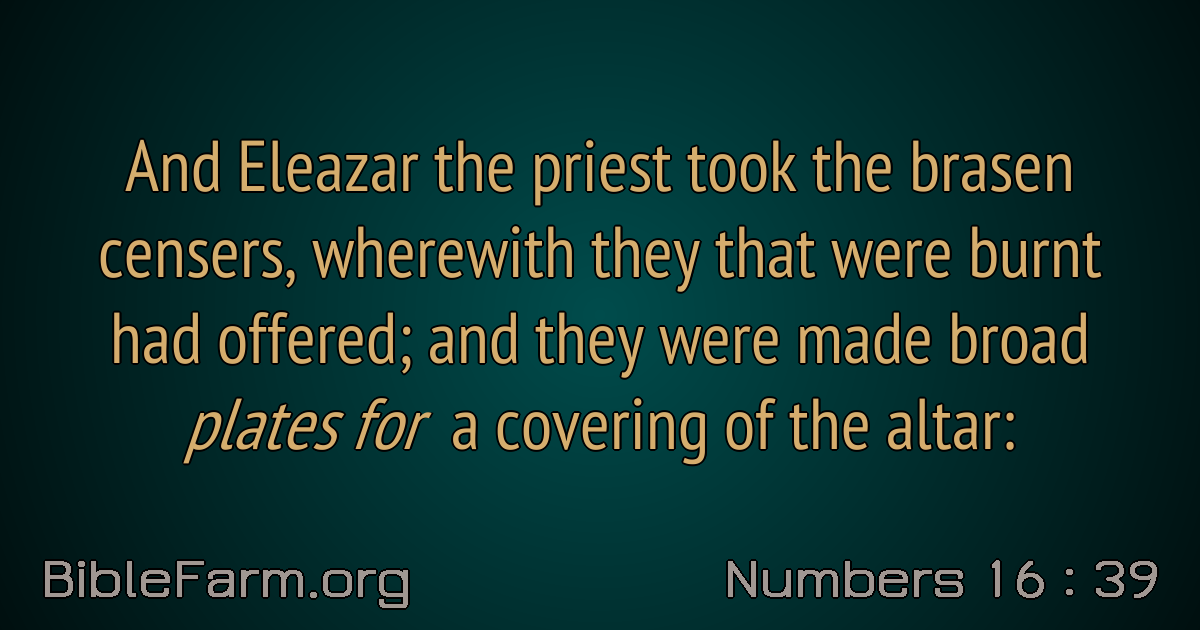 And Eleazar the priest took the brasen
censers, wherewith they that were burnt
had offered; and they were made broad
plates for a covering of the altar:
BibleFarm.org
Numbers 16 : 39